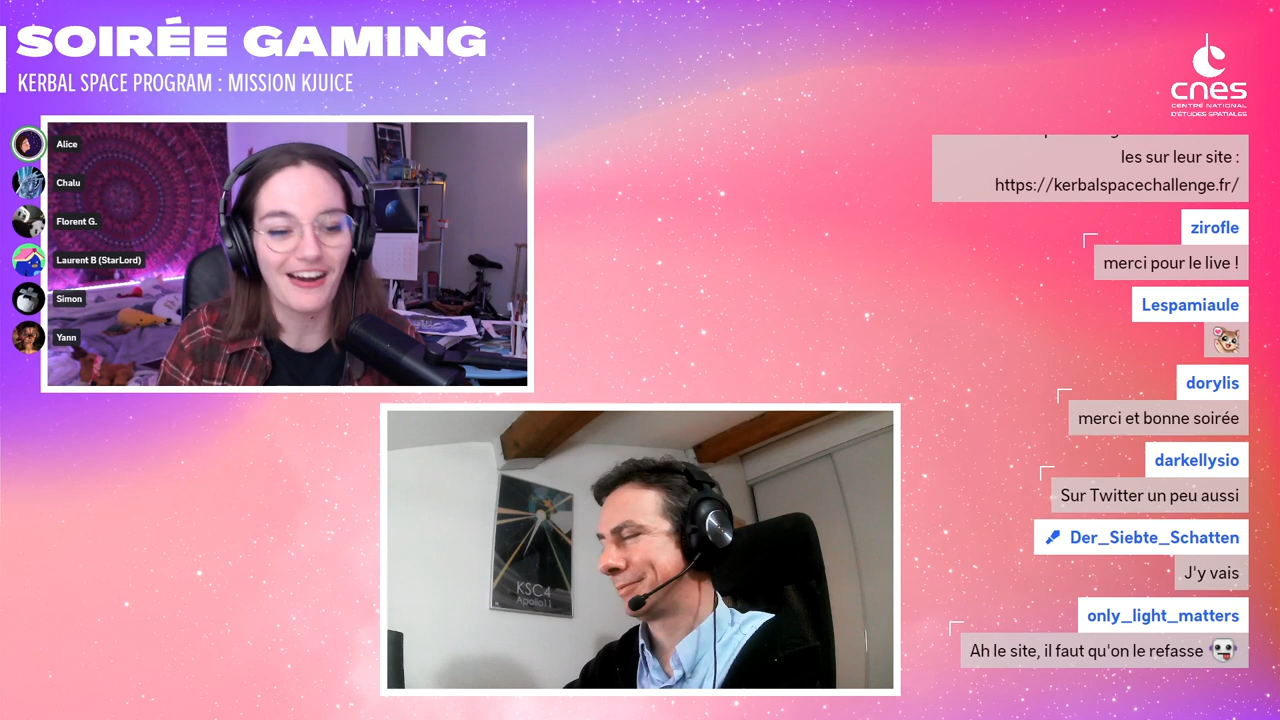 SOIRÉE GAMING
KERBAL SPACE PROGRAM : MISSION KJUICE
cnes
CENTRE NATIONAL
D'ÉTUDES SPATIALES
Alice
Chalu
Florent G.
Laurent B (StarLord)
Simon
Yann
KSC4
Apollo11
les sur leur site :
https://kerbalspacechallenge.fr/
zirofle
merci pour le live !
Lespamiaule
dorylis
merci et bonne soirée
darkellysio
Sur Twitter un peu aussi
Der_Siebte_Schatten
J'y vais
only_light_matters
Ah le site, il faut qu'on le refasse